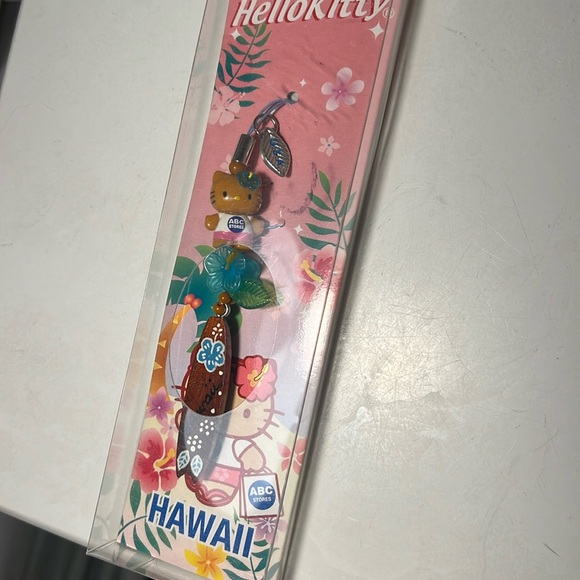 HelloKitty®
ABC
STORES
ABC
STORES
HAWAII